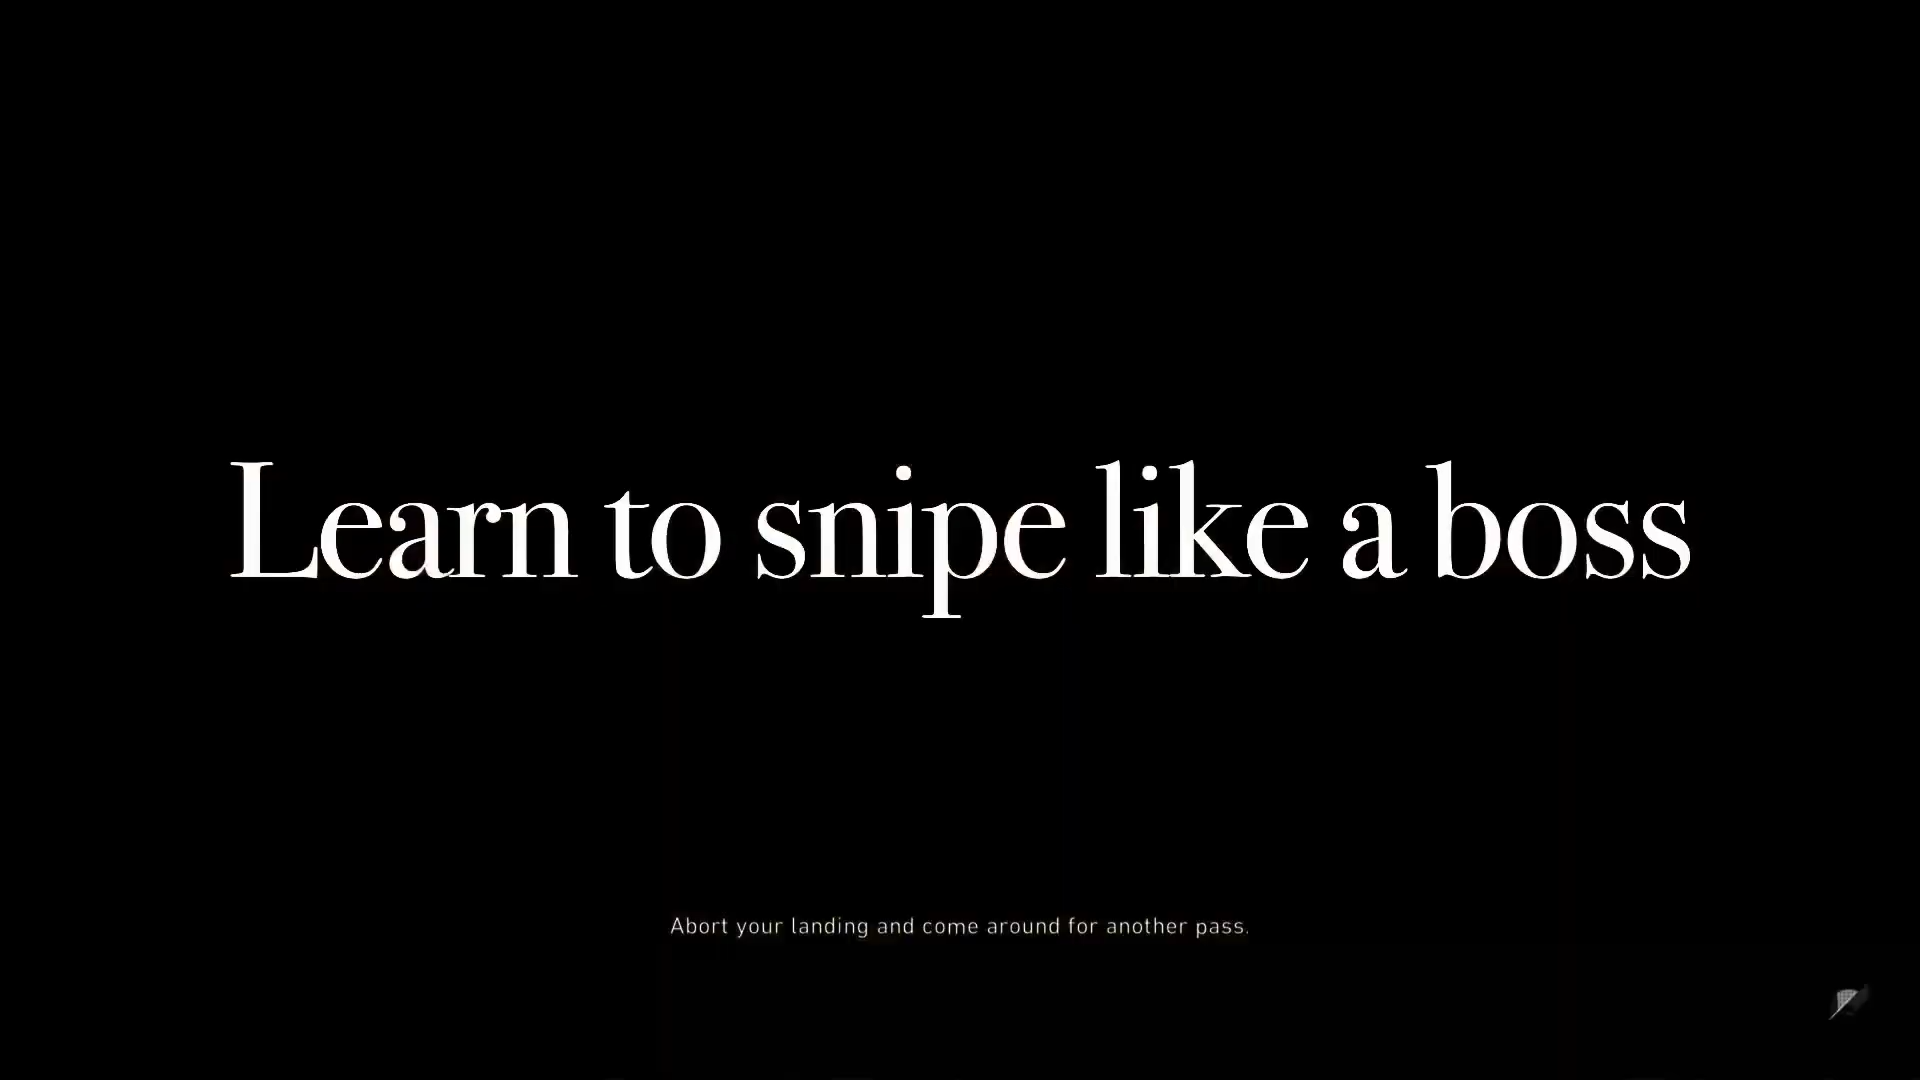 Learn to snipe like a boss
Abort your landing and come around for another pass.